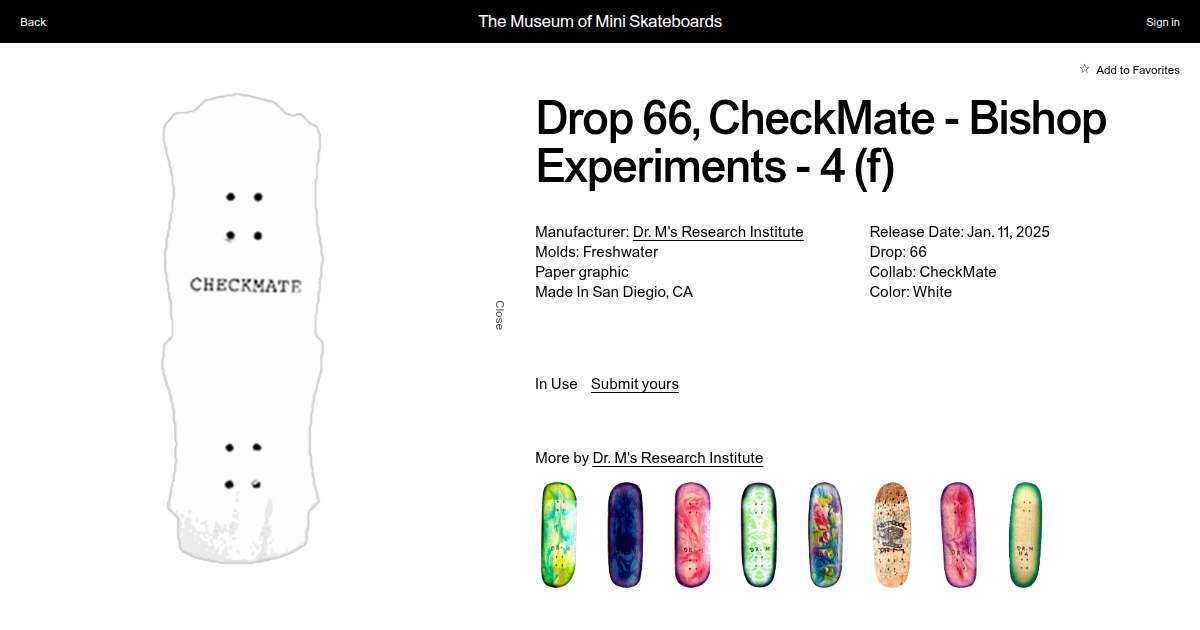 Back
The Museum of Mini Skateboards
Sign in
☆ Add to Favorites
Drop 66, CheckMate - Bishop
Experiments - 4 (f)
CHECKMATE
Close
Manufacturer: Dr. M's Research Institute
Molds: Freshwater
Paper graphic
Made In San Diegio, CA
Release Date: Jan. 11, 2025
Drop: 66
Collab: CheckMate
Color: White
In Use Submit yours
More by Dr. M's Research Institute